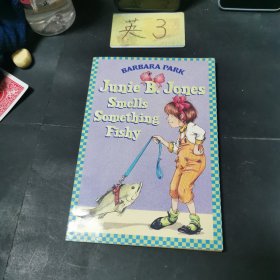 英 3
BARBARA PARK
Junie B. Jones
Smells
Something
Fishy